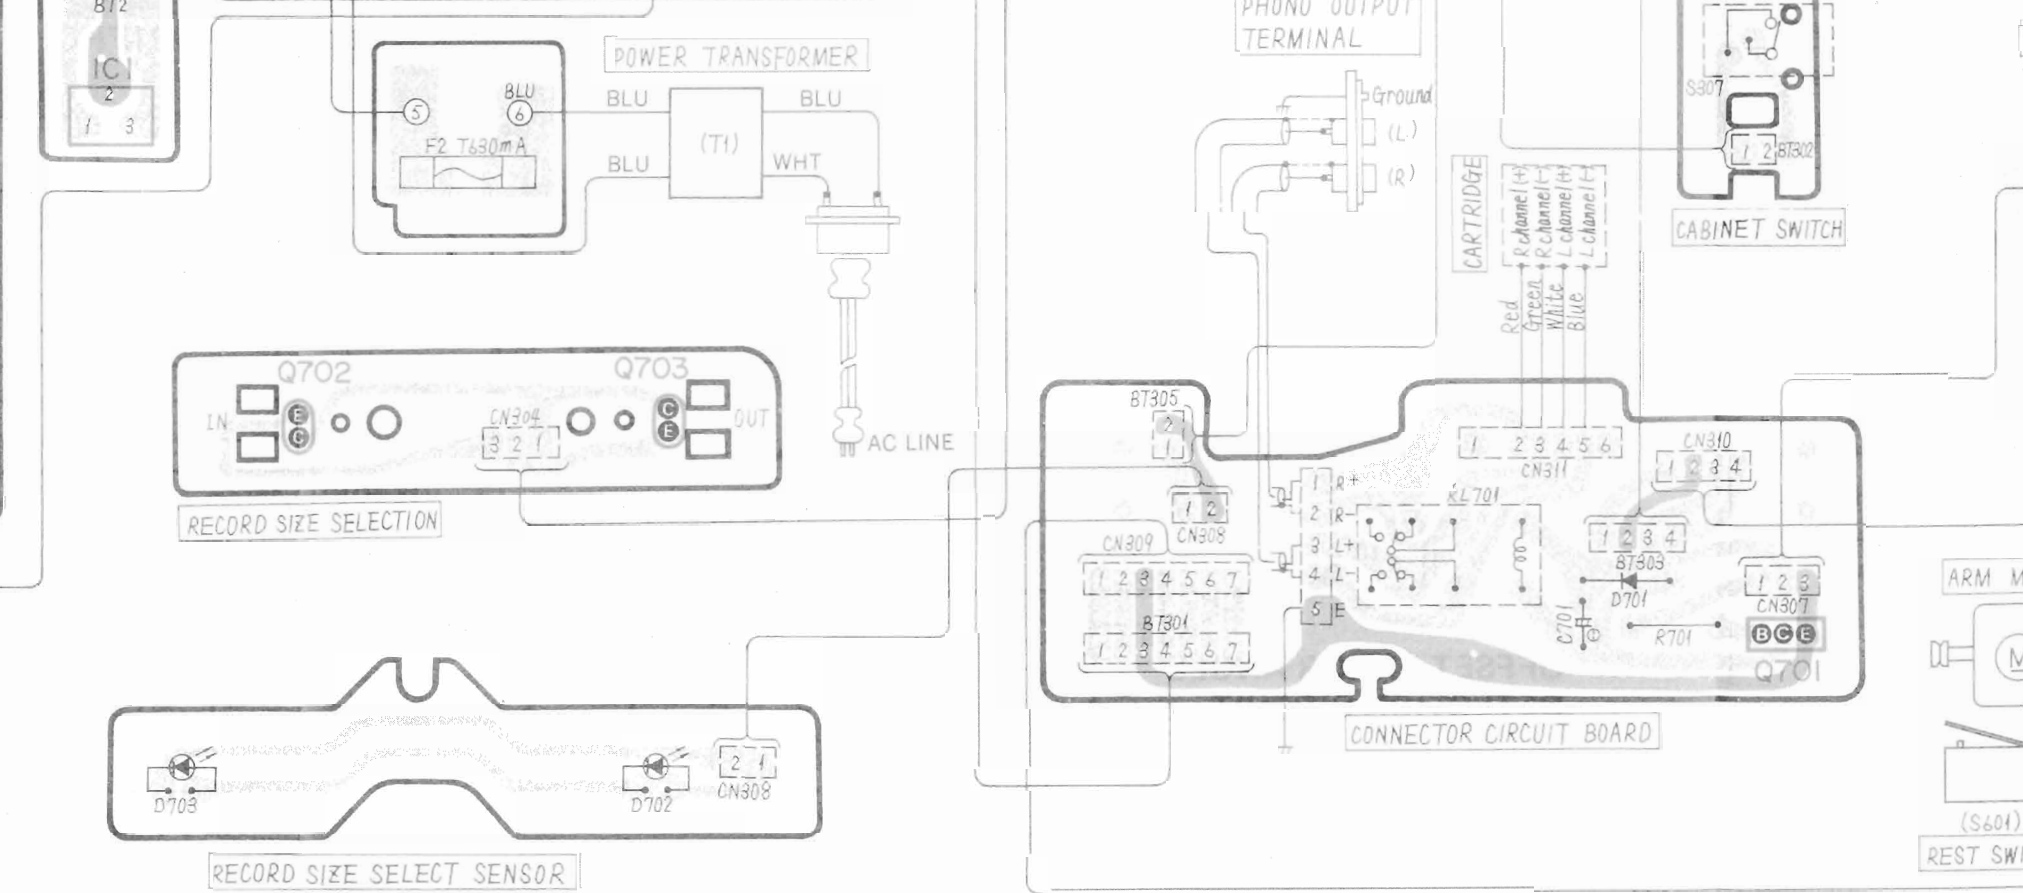 BT2
IC1
2
1 3
POWER TRANSFORMER
5
BLU
6
F2 T630mA
BLU
BLU
(T1)
BLU
WHT
AC LINE
PHONO OUTPUT
TERMINAL
Ground
(L)
(R)
CARTRIDGE
R channel (+)
R channel (-)
L channel (+)
L channel (-)
Red
Green
White
Blue
S307
1 2
BT302
CABINET SWITCH
Q702
Q703
IN
E
C
CN304
3 2 1
C
E
OUT
RECORD SIZE SELECTION
BT305
2
1
1 2
CN308
CN309
1 2 3 4 5 6 7
BT301
1 2 3 4 5 6 7
1 R+
2 R-
3 L+
4 L-
5 E
RL701
1 2 3 4 5 6
CN311
CN310
1 2 3 4
1 2 3 4
BT303
D701
C701
R701
1 2 3
CN307
B C E
Q701
CONNECTOR CIRCUIT BOARD
D703
D702
2 1
CN308
RECORD SIZE SELECT SENSOR
ARM M
M
(S601)
REST SWI